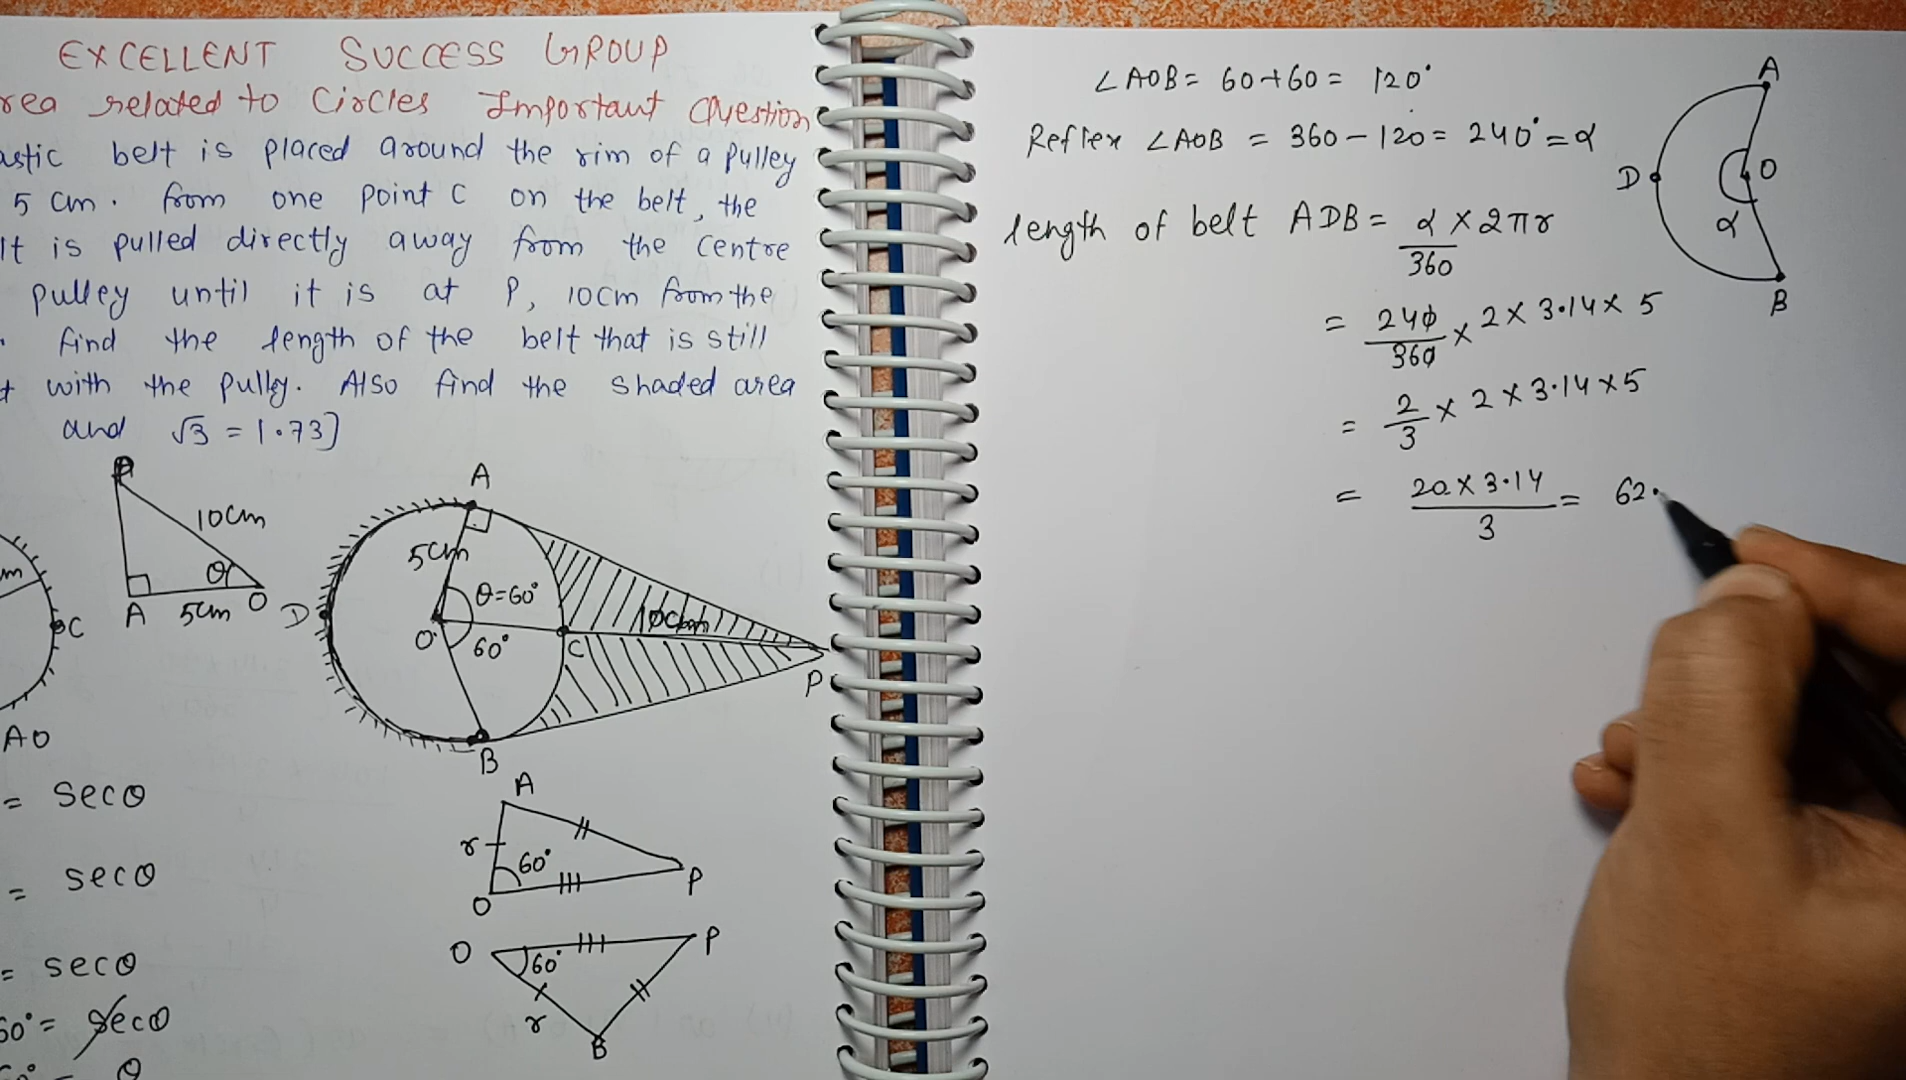 EXCELLENT SUCCESS GROUP
rea related to Circles Important Question
astic belt is placed around the rim of a pulley
5 cm. from one point C on the belt, the
lt is pulled directly away from the centre
pulley until it is at P, 10cm from the
. find the length of the belt that is still
t with the pulley. Also find the shaded area
and √3 = 1.73]
10cm
θ
A 5cm O
m
C
AO
= secθ
= secθ
= secθ
60° = secθ
60° = θ
A
5cm
θ=60°
D
O
60°
C
10cm
P
B
A
r
60°
O
P
O
60°
P
r
B
∠AOB = 60+60 = 120°
Reflex ∠AOB = 360 - 120 = 240° = α
length of belt ADB = α/360 × 2πr
= 240/360 × 2 × 3.14 × 5
= 2/3 × 2 × 3.14 × 5
= 20 × 3.14/3 = 62.
A
D
O
α
B